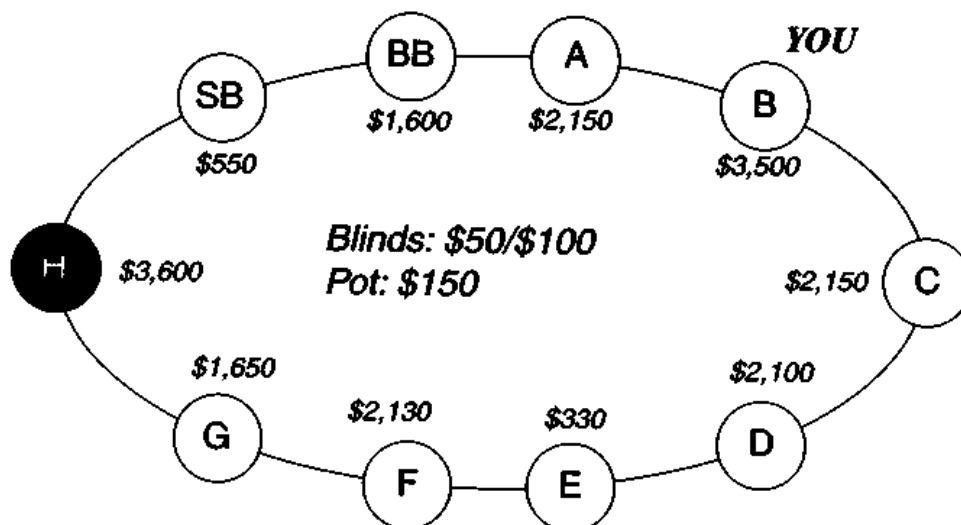 YOU
BB
A
SB
B
$1,600
$2,150
$550
$3,500
Blinds: $50/$100
H
$3,600
Pot: $150
$2,150
C
$1,650
$2,100
$2,130
$330
G
D
F
E